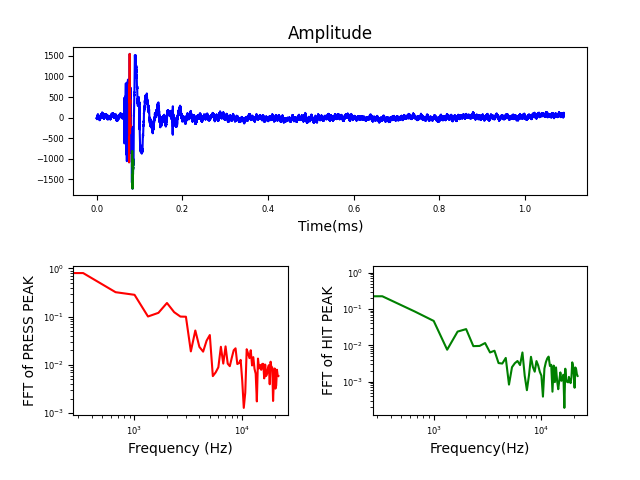 Amplitude
1500
1000
500
0
−500
−1000
−1500
0.0 0.2 0.4 0.6 0.8 1.0
Time(ms)
FFT of PRESS PEAK
10⁰
10⁻¹
10⁻²
10⁻³
10³ 10⁴
Frequency (Hz)
FFT of HIT PEAK
10⁰
10⁻¹
10⁻²
10⁻³
10³ 10⁴
Frequency(Hz)